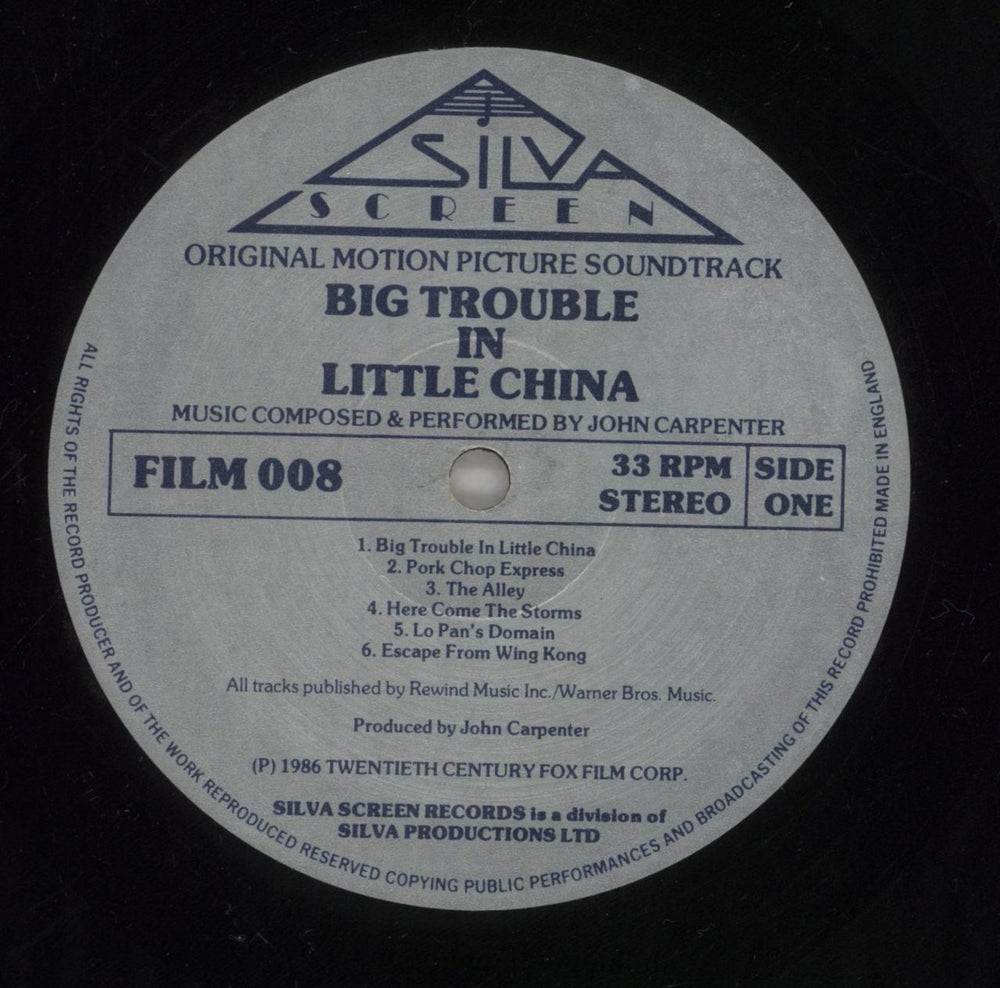 SILVA
SCREEN
ORIGINAL MOTION PICTURE SOUNDTRACK
BIG TROUBLE
IN
LITTLE CHINA
MUSIC COMPOSED & PERFORMED BY JOHN CARPENTER
FILM 008
33 RPM
STEREO
SIDE
ONE
1. Big Trouble In Little China
2. Pork Chop Express
3. The Alley
4. Here Come The Storms
5. Lo Pan's Domain
6. Escape From Wing Kong
All tracks published by Rewind Music Inc./Warner Bros. Music.
Produced by John Carpenter
(P) 1986 TWENTIETH CENTURY FOX FILM CORP.
SILVA SCREEN RECORDS is a division of
SILVA PRODUCTIONS LTD
ALL RIGHTS OF THE RECORD PRODUCER AND OF THE WORK REPRODUCED RESERVED COPYING PUBLIC PERFORMANCES AND BROADCASTING OF THIS RECORD PROHIBITED MADE IN ENGLAND